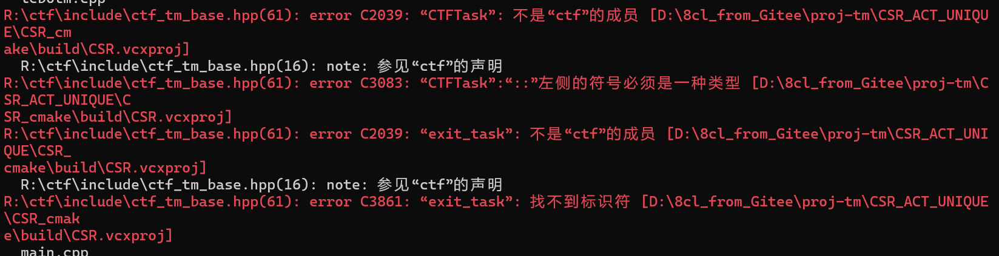 R:\ctf\include\ctf_tm_base.hpp(61): error C2039: “CTFTask”: 不是“ctf”的成员 [D:\8cl_from_Gitee\proj-tm\CSR_ACT_UNIQU
E\CSR_cm
ake\build\CSR.vcxproj]
R:\ctf\include\ctf_tm_base.hpp(16): note: 参见“ctf”的声明
R:\ctf\include\ctf_tm_base.hpp(61): error C3083: “CTFTask”:“::”左侧的符号必须是一种类型 [D:\8cl_from_Gitee\proj-tm\C
SR_ACT_UNIQUE\C
SR_cmake\build\CSR.vcxproj]
R:\ctf\include\ctf_tm_base.hpp(61): error C2039: “exit_task”: 不是“ctf”的成员 [D:\8cl_from_Gitee\proj-tm\CSR_ACT_UNI
QUE\CSR_
cmake\build\CSR.vcxproj]
R:\ctf\include\ctf_tm_base.hpp(16): note: 参见“ctf”的声明
R:\ctf\include\ctf_tm_base.hpp(61): error C3861: “exit_task”: 找不到标识符 [D:\8cl_from_Gitee\proj-tm\CSR_ACT_UNIQUE
\CSR_cmak
e\build\CSR.vcxproj]
main.cpp